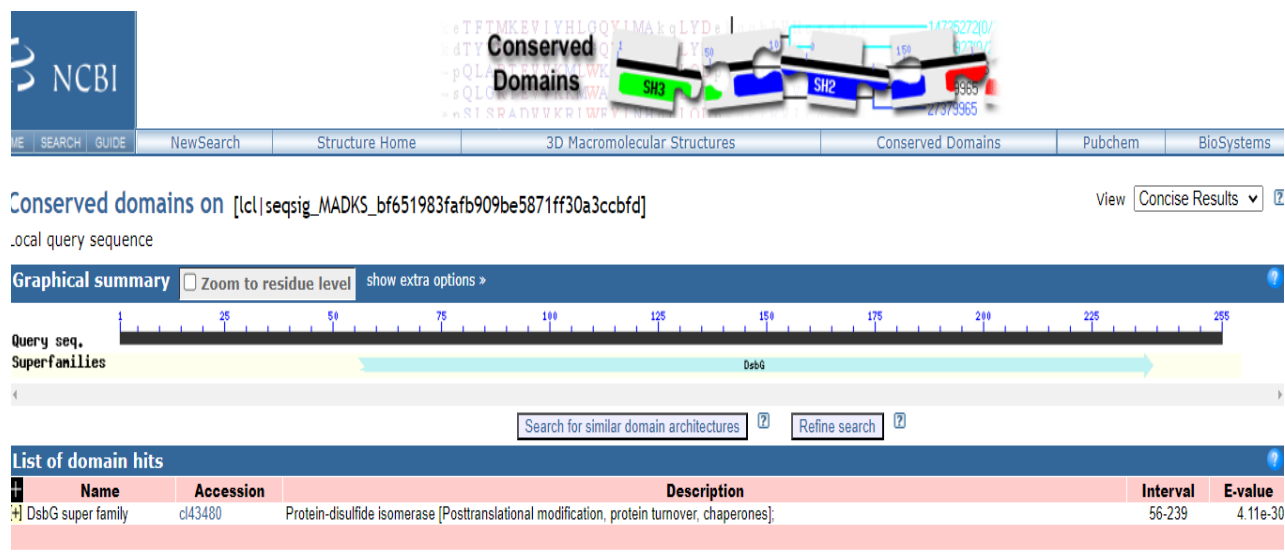 NCBI
Conserved
Domains
SH3
SH2
27379965
SEARCH GUIDE NewSearch Structure Home 3D Macromolecular Structures Conserved Domains Pubchem BioSystems
Conserved domains on [lcl|seqsig_MADKS_bf651983fafb909be5871ff30a3ccbfd]
View Concise Results
Local query sequence
Graphical summary Zoom to residue level show extra options »
1 25 50 75 100 125 150 175 200 225 255
Query seq.
Superfamilies DsbG
Search for similar domain architectures ? Refine search ?
List of domain hits
+ Name Accession Description Interval E-value
[+] DsbG super family cl43480 Protein-disulfide isomerase [Posttranslational modification, protein turnover, chaperones]; 56-239 4.11e-30